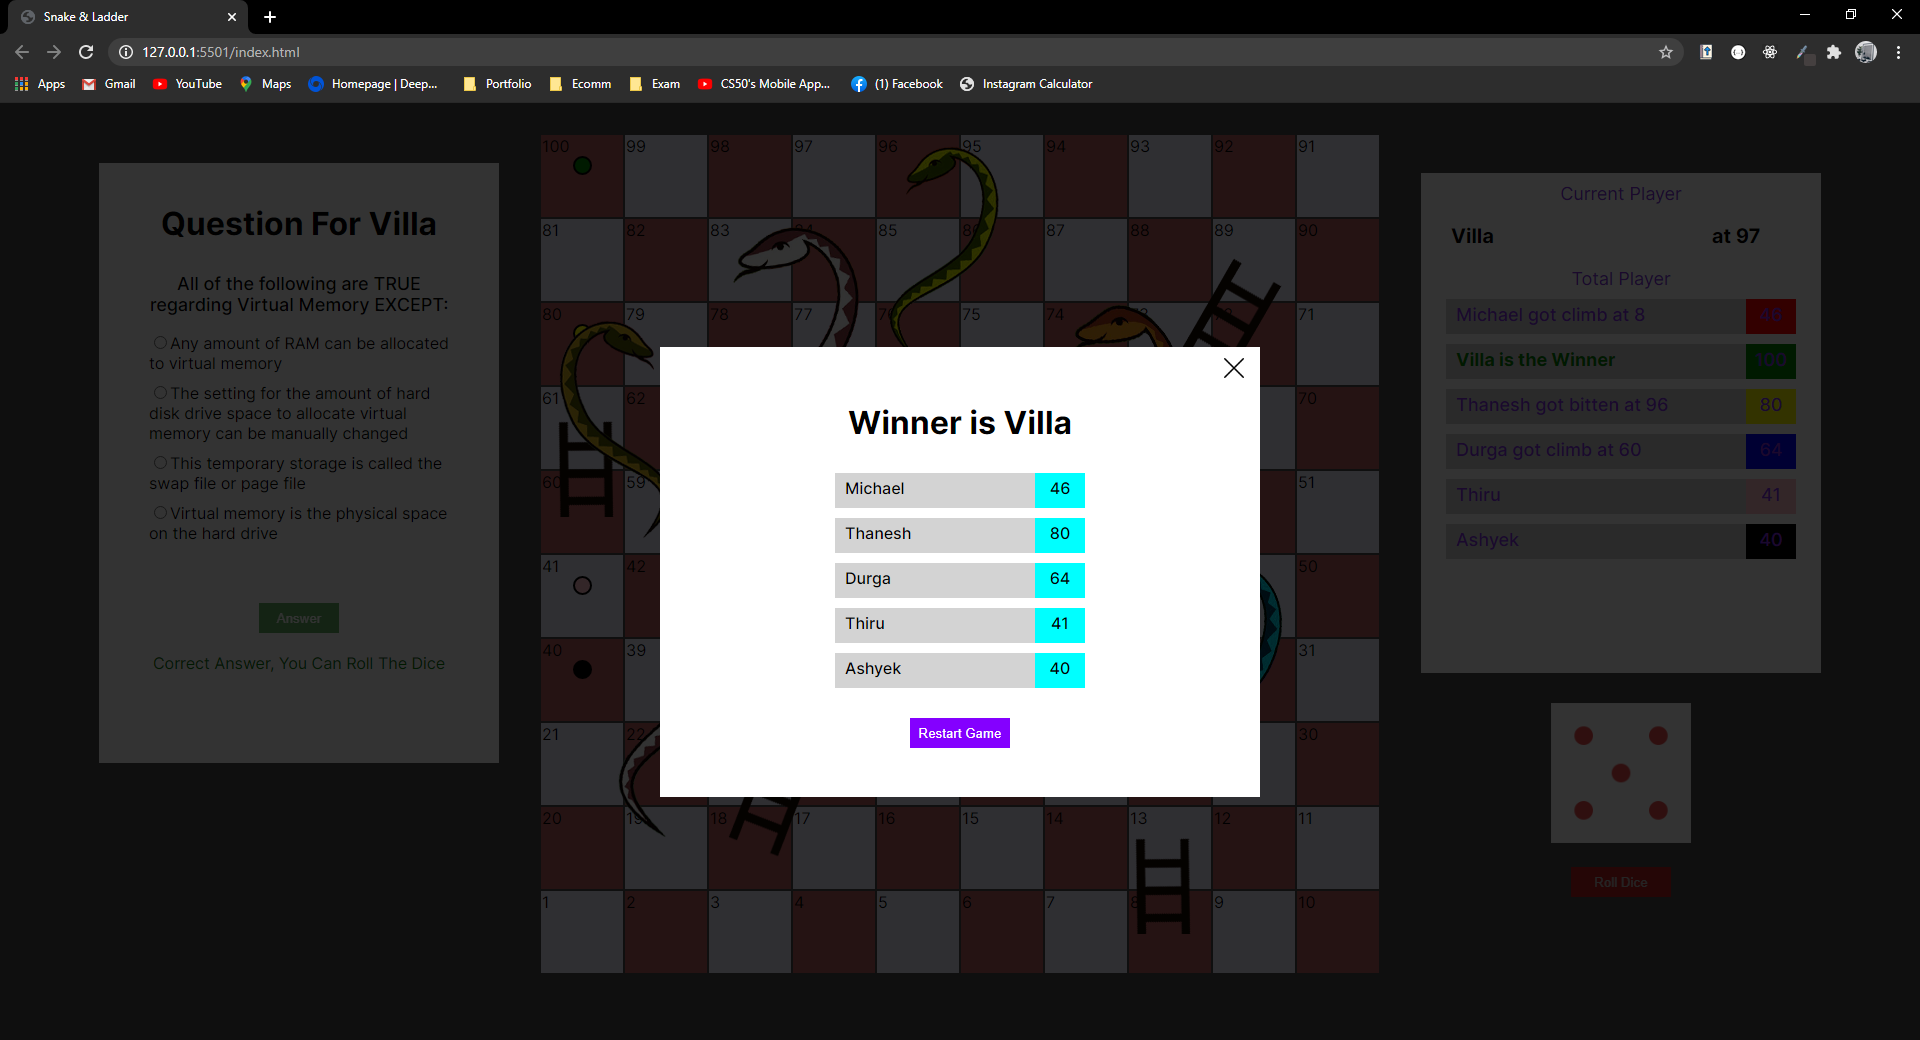 Snake & Ladder
127.0.0.1:5501/index.html
Apps Gmail YouTube Maps Homepage | Deep... Portfolio Ecomm Exam CS50's Mobile App... (1) Facebook Instagram Calculator
Question For Villa
All of the following are TRUE
regarding Virtual Memory EXCEPT:
Any amount of RAM can be allocated
to virtual memory
The setting for the amount of hard
disk drive space to allocate virtual
memory can be manually changed
This temporary storage is called the
swap file or page file
Virtual memory is the physical space
on the hard drive
Answer
Correct Answer, You Can Roll The Dice
100 99 98 97 96 95 94 93 92 91
81 82 83 84 85 86 87 88 89 90
80 79 78 77 75 74 71
61 62 70
60 59 51
41 42 50
40 39 31
21 22 30
20 19 18 17 16 15 14 13 12 11
1 2 3 4 5 6 7 8 9 10
Winner is Villa
Michael 46
Thanesh 80
Durga 64
Thiru 41
Ashyek 40
Restart Game
Current Player
Villa at 97
Total Player
Michael got climb at 8 46
Villa is the Winner 100
Thanesh got bitten at 96 80
Durga got climb at 60 64
Thiru 41
Ashyek 40
Roll Dice